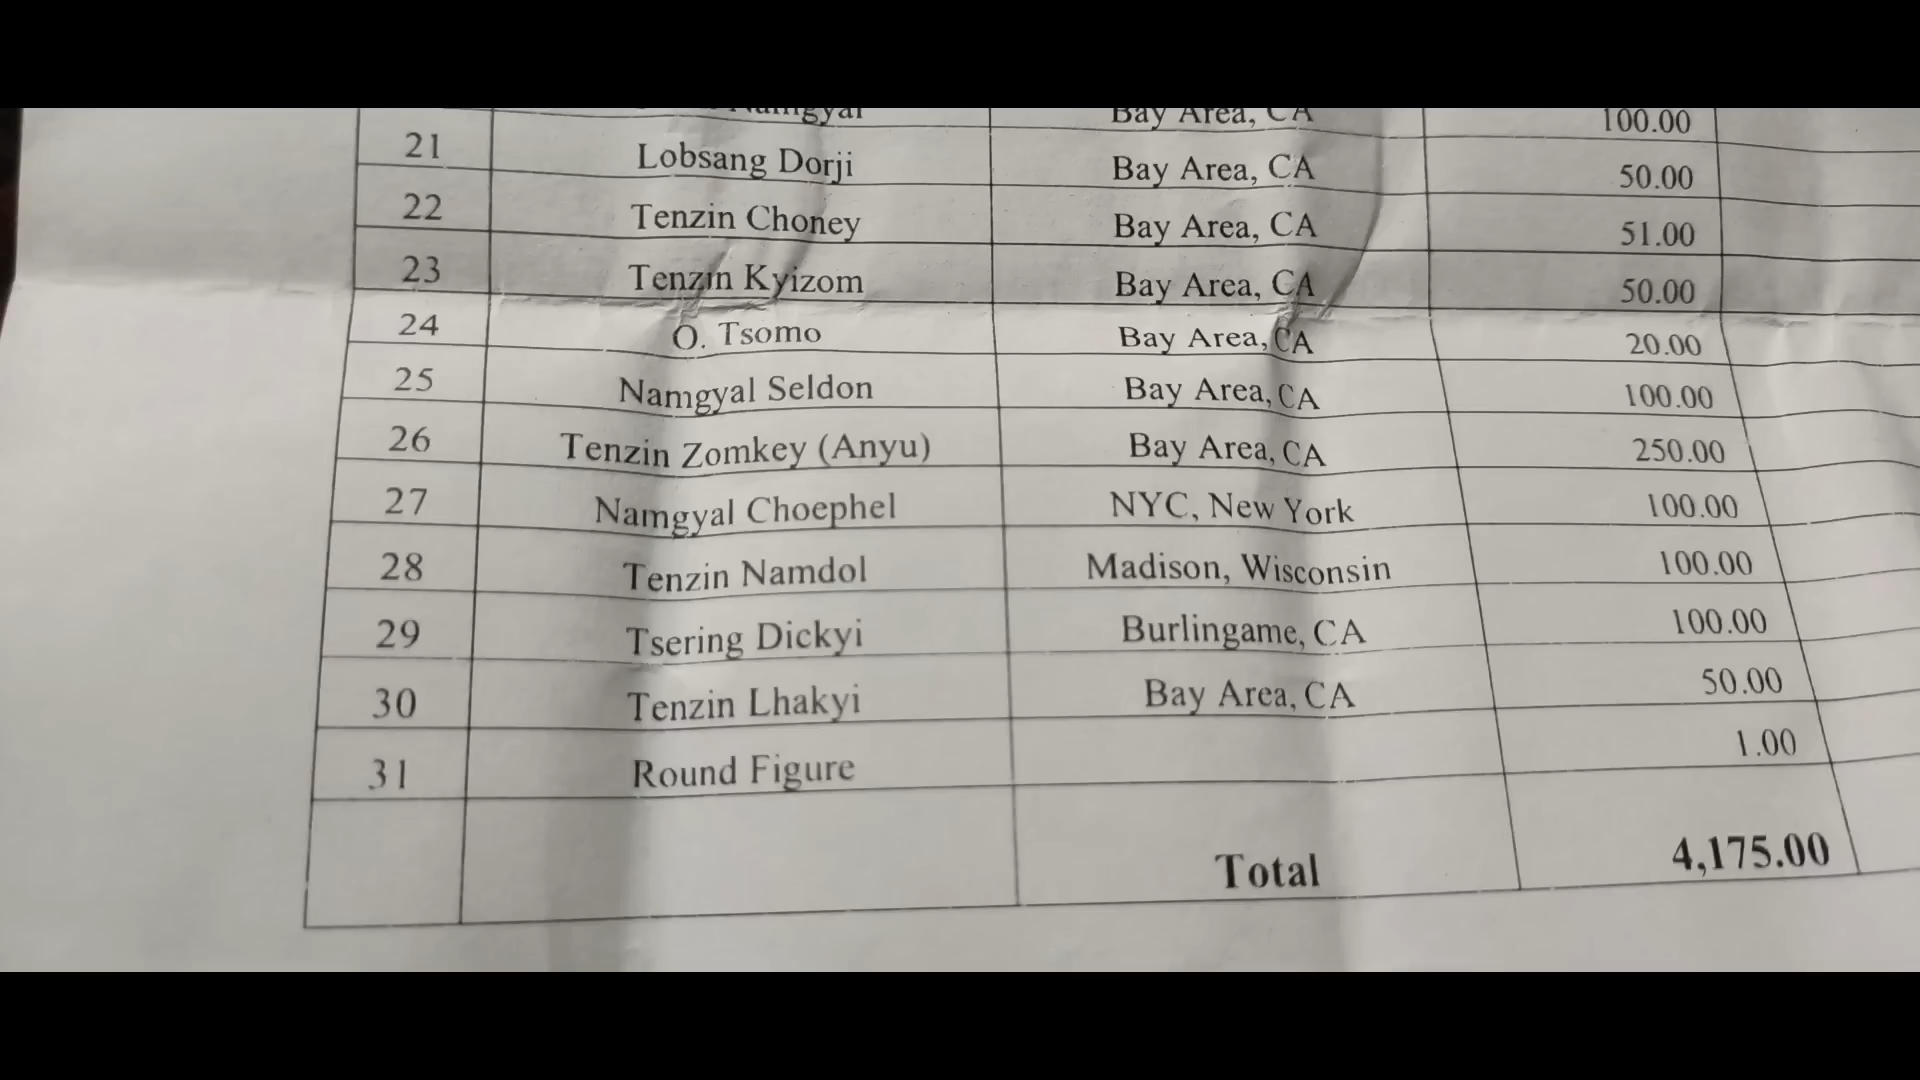 Namgyal Bay Area, CA 100.00
21 Lobsang Dorji Bay Area, CA 50.00
22 Tenzin Choney Bay Area, CA 51.00
23 Tenzin Kyizom Bay Area, CA 50.00
24 O. Tsomo Bay Area, CA 20.00
25 Namgyal Seldon Bay Area, CA 100.00
26 Tenzin Zomkey (Anyu) Bay Area, CA 250.00
27 Namgyal Choephel NYC, New York 100.00
28 Tenzin Namdol Madison, Wisconsin 100.00
29 Tsering Dickyi Burlingame, CA 100.00
30 Tenzin Lhakyi Bay Area, CA 50.00
31 Round Figure 1.00
Total 4,175.00